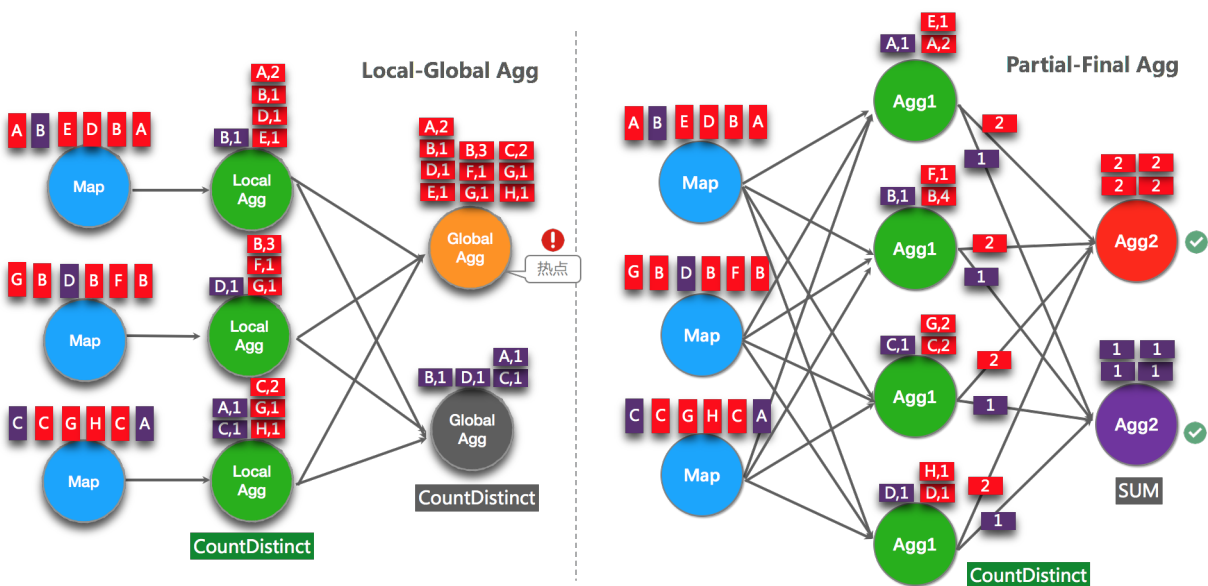 Local-Global Agg
A B E D B A
Map
A,2
B,1
D,1
B,1 E,1
Local
Agg
G B D B F B
Map
B,3
F,1
D,1 G,1
Local
Agg
C C G H C A
Map
C,2
A,1 G,1
C,1 H,1
Local
Agg
CountDistinct
A,2
B,1 B,3 C,2
D,1 F,1 G,1
E,1 G,1 H,1
Global
Agg
热点
A,1
B,1 D,1 C,1
Global
Agg
CountDistinct
Partial-Final Agg
A B E D B A
Map
G B D B F B
Map
C C G H C A
Map
E,1
A,1 A,2
Agg1
2
1
F,1
B,1 B,4
Agg1
2
1
G,2
C,1 C,2
Agg1
2
1
H,1
D,1 D,1
Agg1
2
1
CountDistinct
2 2
2 2
Agg2
1 1
1 1
Agg2
SUM